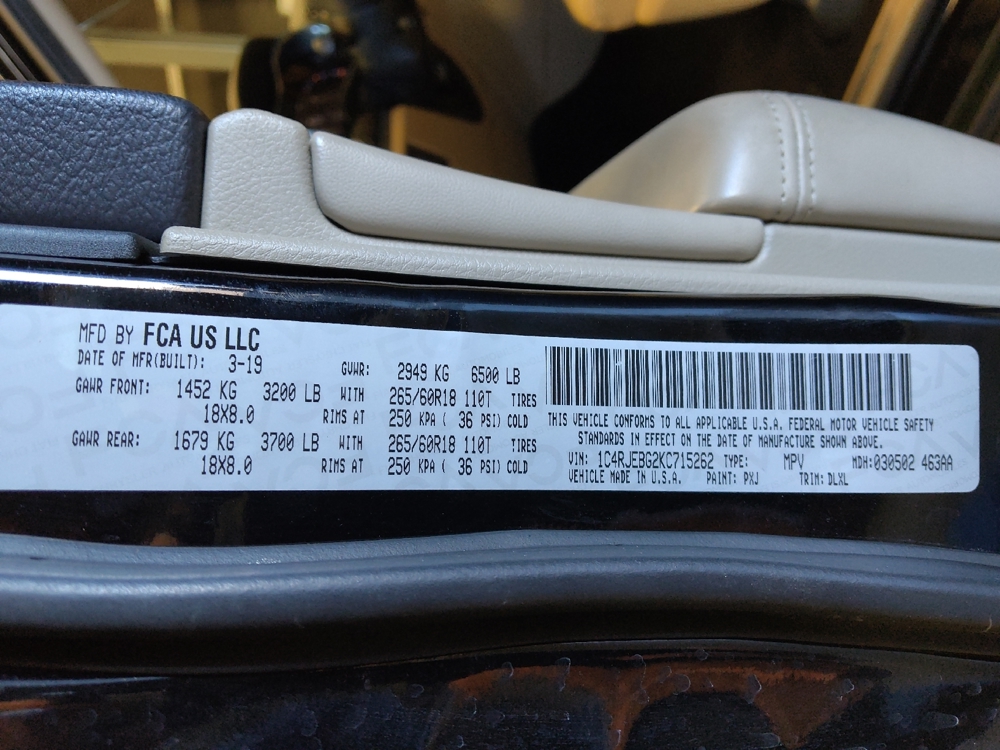 MFD BY FCA US LLC
DATE OF MFR(BUILT): 3-19 GVWR: 2949 KG 6500 LB
GAWR FRONT: 1452 KG 3200 LB WITH 265/60R18 110T TIRES
18X8.0 RIMS AT 250 KPA ( 36 PSI) COLD
GAWR REAR: 1679 KG 3700 LB WITH 265/60R18 110T TIRES
18X8.0 RIMS AT 250 KPA ( 36 PSI) COLD
THIS VEHICLE CONFORMS TO ALL APPLICABLE U.S.A. FEDERAL MOTOR VEHICLE SAFETY
STANDARDS IN EFFECT ON THE DATE OF MANUFACTURE SHOWN ABOVE.
VIN: 1C4RJEBG2KC715262 TYPE: MPV MDH:030502 463AA
VEHICLE MADE IN U.S.A. PAINT: PXJ TRIM: DLXL